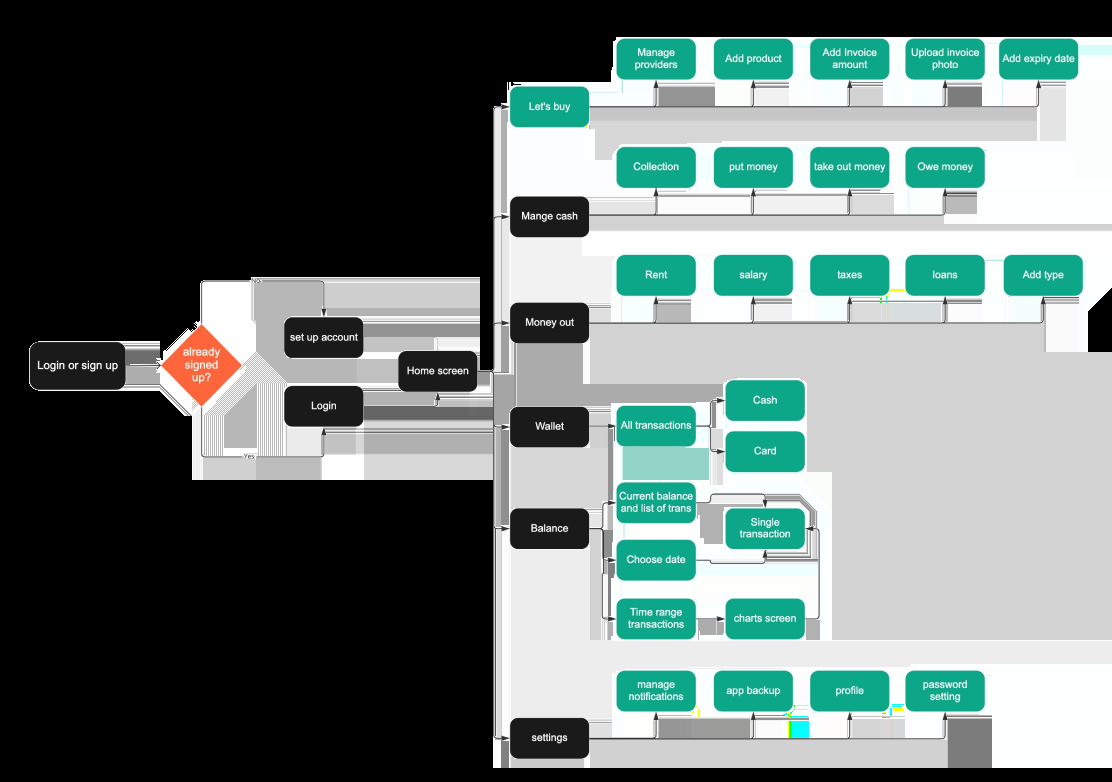 Manage
providers
Add product
Add Invoice
amount
Upload invoice
photo
Add expiry date
Let's buy
Collection
put money
take out money
Owe money
Mange cash
Rent
salary
taxes
loans
Add type
Money out
No
set up account
Login or sign up
already
signed
up?
Home screen
Login
Yes
Wallet
All transactions
Cash
Card
Current balance
and list of trans
Balance
Single
transaction
Choose date
Time range
transactions
charts screen
manage
notifications
app backup
profile
password
setting
settings